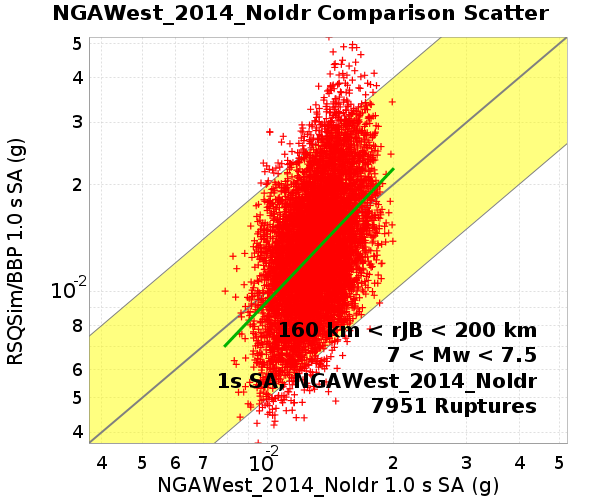 NGAWest_2014_NoIdr Comparison Scatter
RSQSim/BBP 1.0 s SA (g)
5
4
3
2
10-2
8
6
5
4
160 km < rJB < 200 km
7 < Mw < 7.5
1s SA, NGAWest_2014_NoIdr
7951 Ruptures
4 5 6 7 10-2 2 3 4 5
NGAWest_2014_NoIdr 1.0 s SA (g)